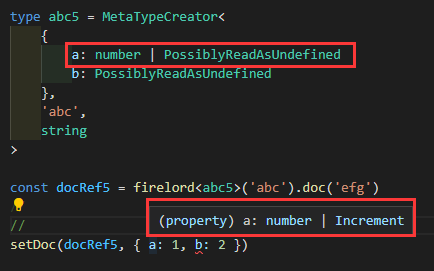 type abc5 = MetaTypeCreator<
{
a: number | PossiblyReadAsUndefined
b: PossiblyReadAsUndefined
},
'abc',
string
>
const docRef5 = firelord<abc5>('abc').doc('efg')
(property) a: number | Increment
//
setDoc(docRef5, { a: 1, b: 2 })